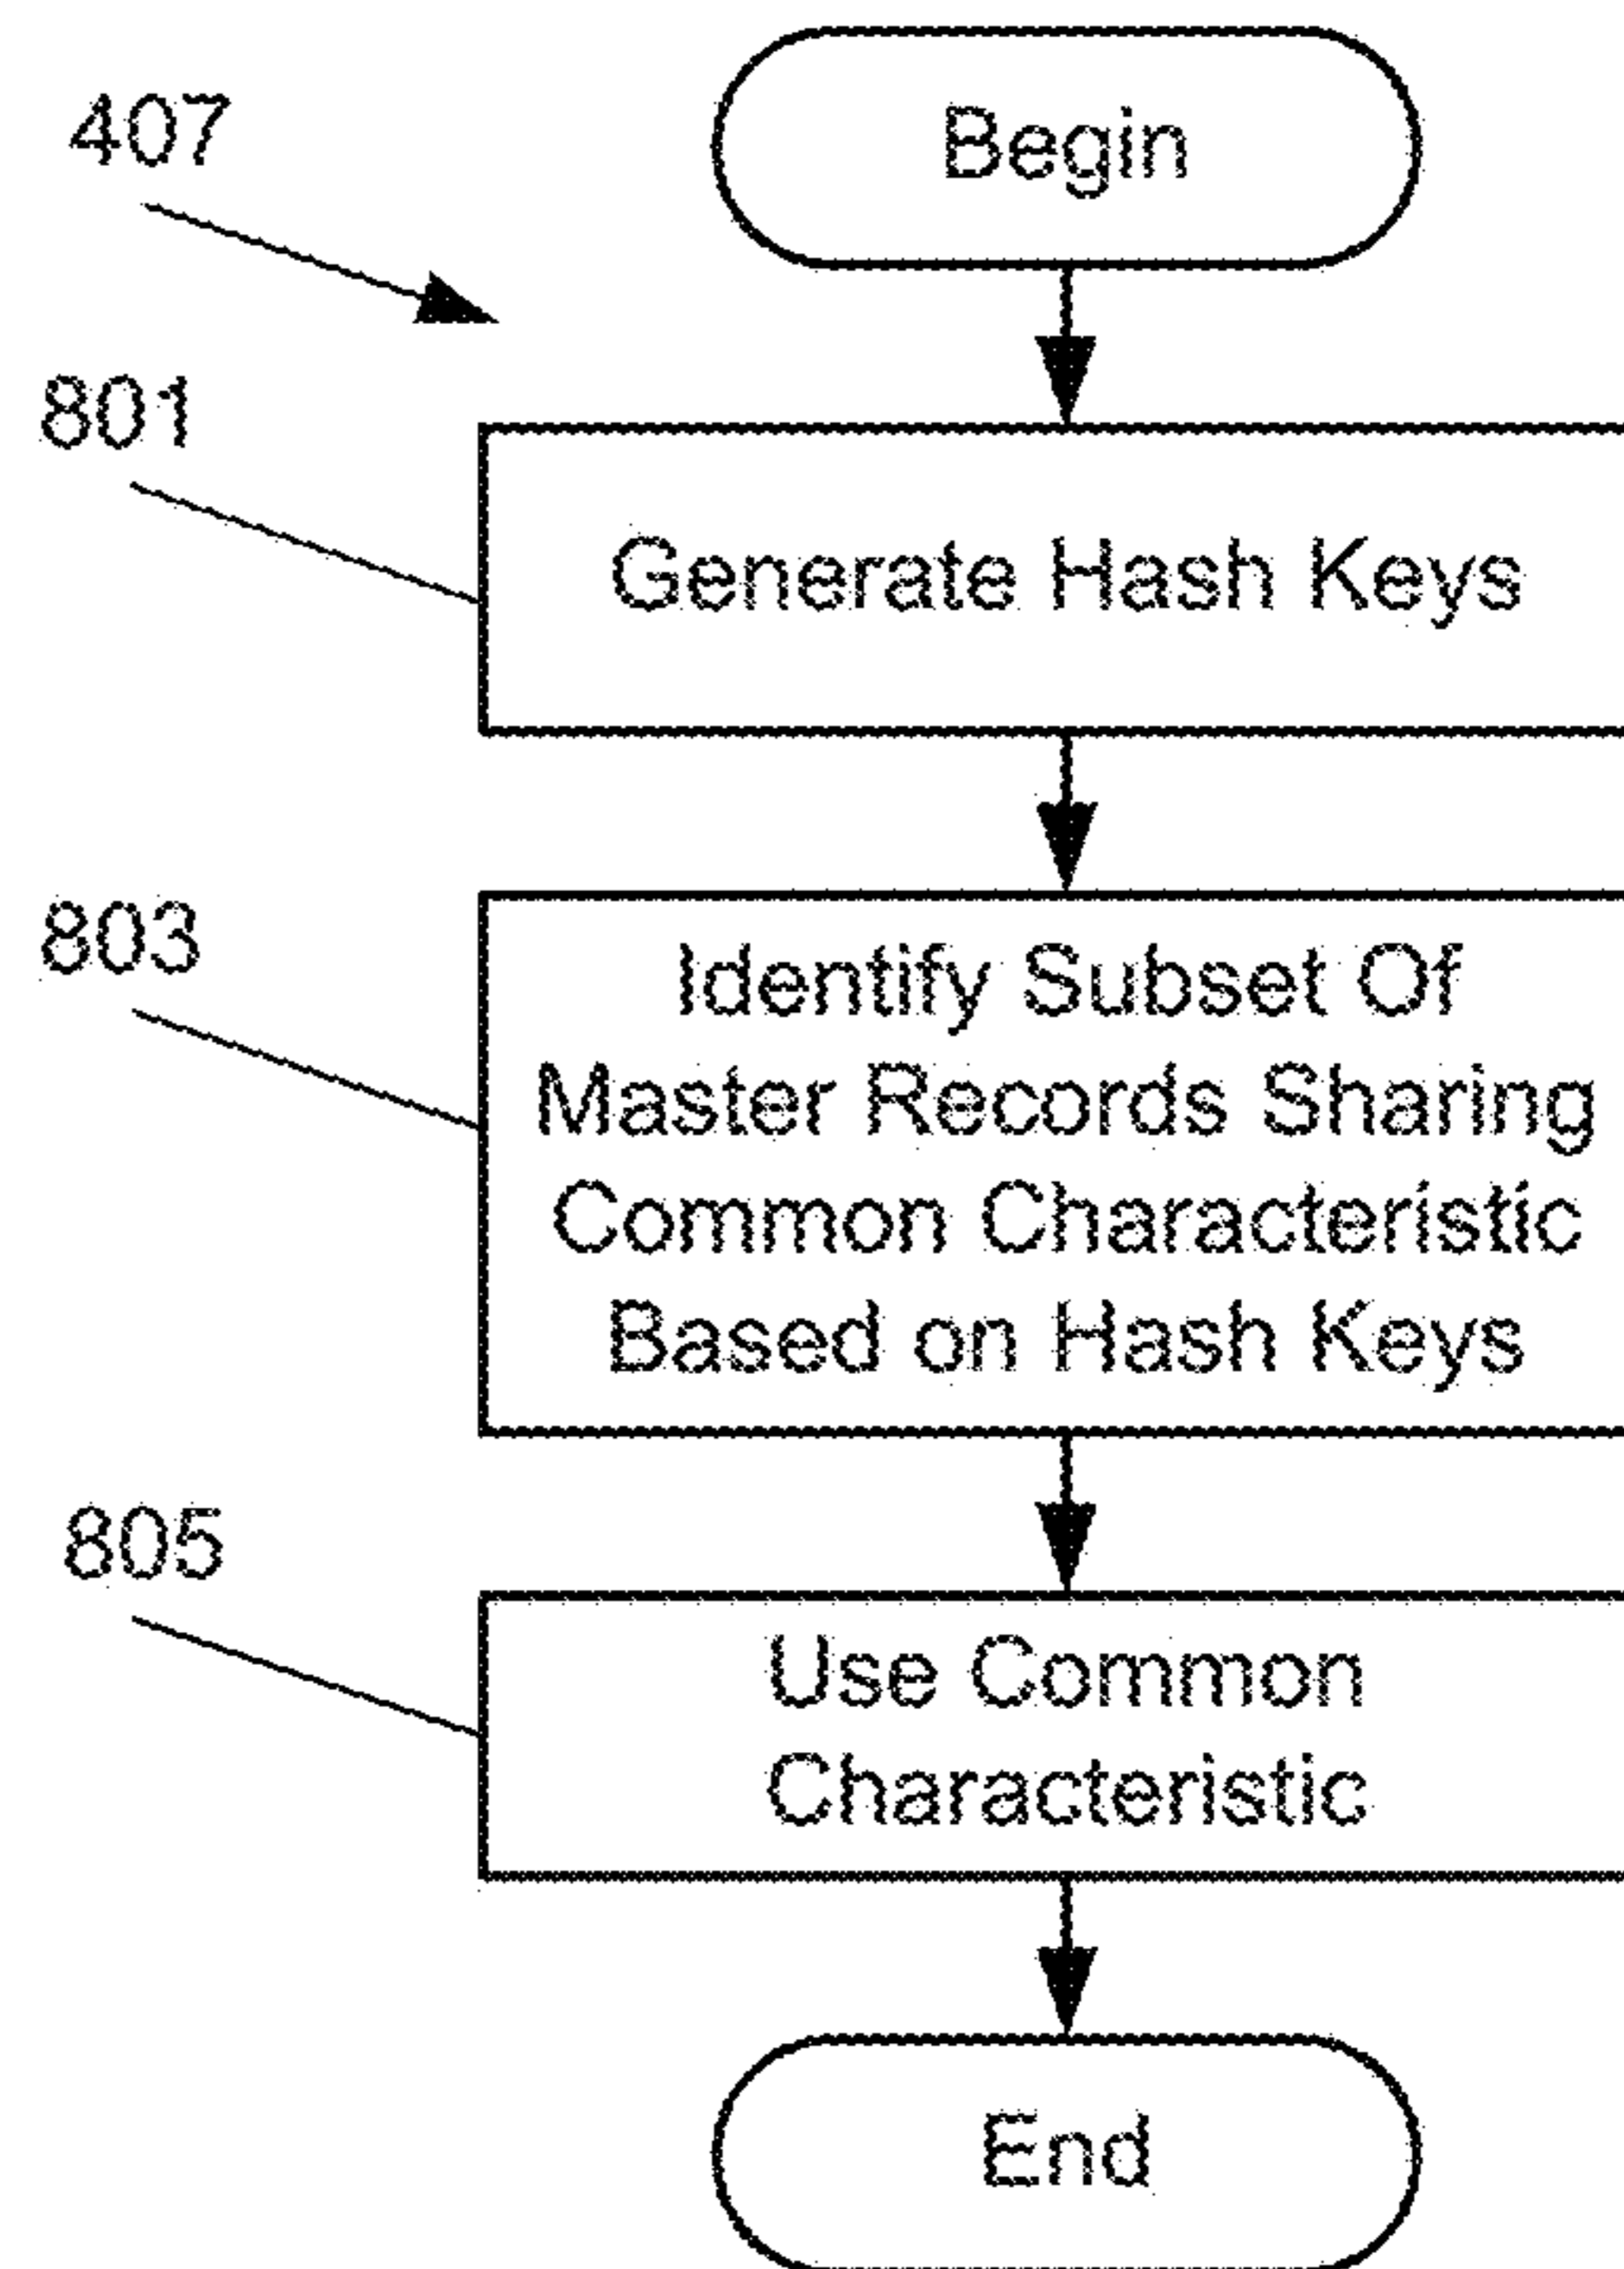 Begin
407
801
Generate Hash Keys
803
Identify Subset Of
Master Records Sharing
Common Characteristic
Based on Hash Keys
805
Use Common
Characteristic
End